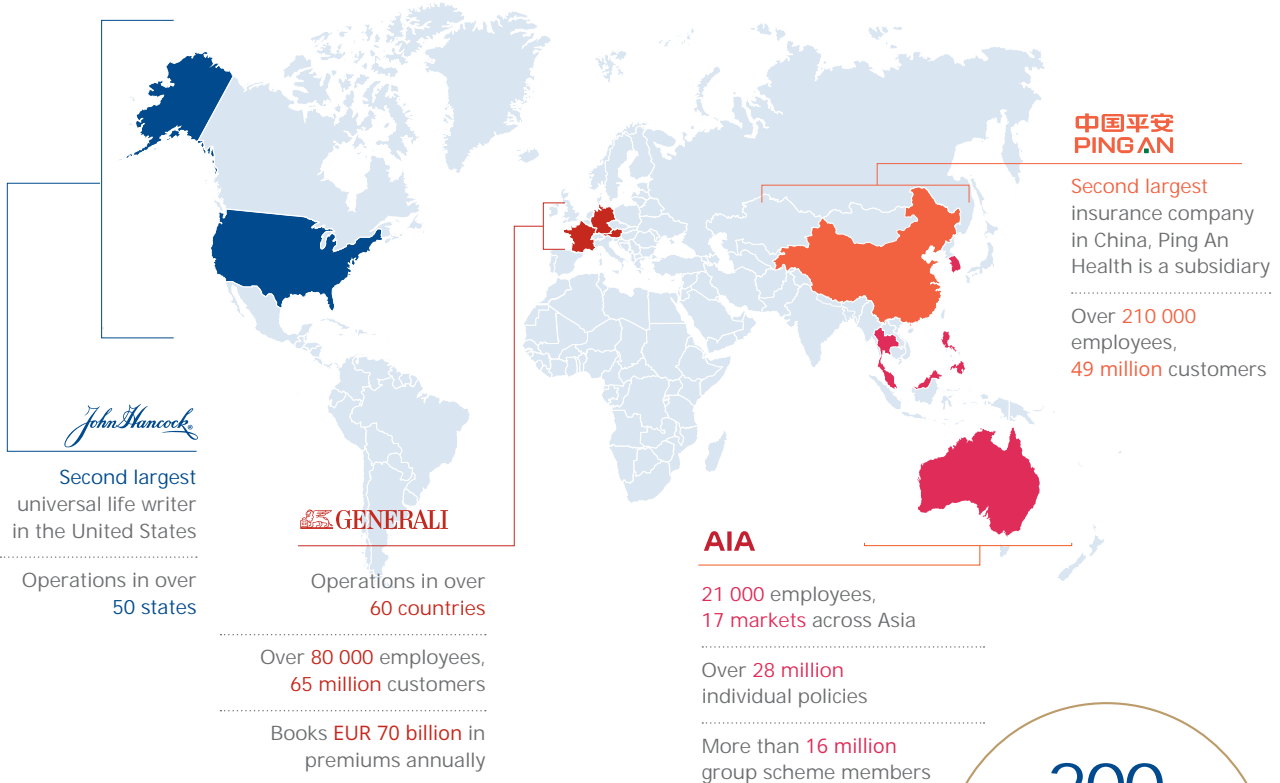 中国平安
PING AN
Second largest
insurance company
in China, Ping An
Health is a subsidiary
Over 210 000
employees,
49 million customers
John Hancock®
Second largest
universal life writer
in the United States
Operations in over
50 states
GENERALI
Operations in over
60 countries
Over 80 000 employees,
65 million customers
Books EUR 70 billion in
premiums annually
AIA
21 000 employees,
17 markets across Asia
Over 28 million
individual policies
More than 16 million
group scheme members